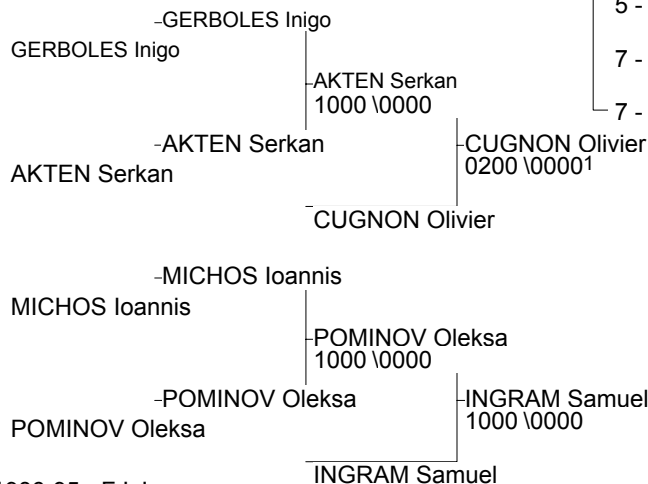 -GERBOLES Inigo
5 -
GERBOLES Inigo
7 -
-AKTEN Serkan
1000 \0000
7 -
-AKTEN Serkan
-CUGNON Olivier
0200 \00001
AKTEN Serkan
CUGNON Olivier
-MICHOS Ioannis
MICHOS Ioannis
-POMINOV Oleksa
1000 \0000
-POMINOV Oleksa
-INGRAM Samuel
1000 \0000
POMINOV Oleksa
INGRAM Samuel